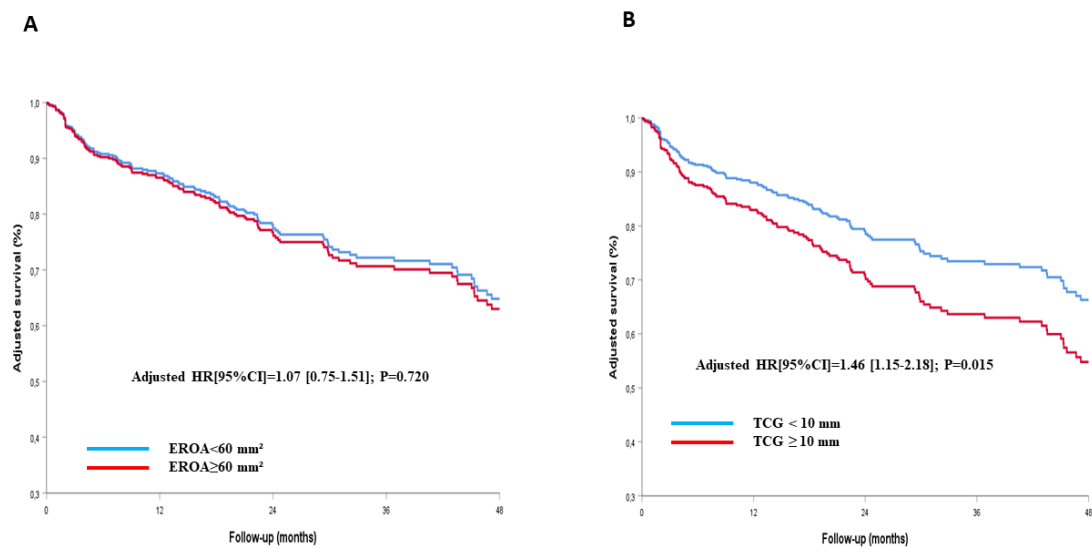 A
Adjusted survival (%)
1,0
0,9
0,8
0,7
0,6
0,5
0,4
0,3
Adjusted HR[95%CI]=1.07 [0.75-1.51]; P=0.720
EROA<60 mm²
EROA≥60 mm²
0 12 24 36 48
Follow-up (months)
B
Adjusted survival (%)
1,0
0,9
0,8
0,7
0,6
0,5
0,4
0,3
Adjusted HR[95%CI]=1.46 [1.15-2.18]; P=0.015
TCG < 10 mm
TCG ≥ 10 mm
0 12 24 36 48
Follow-up (months)